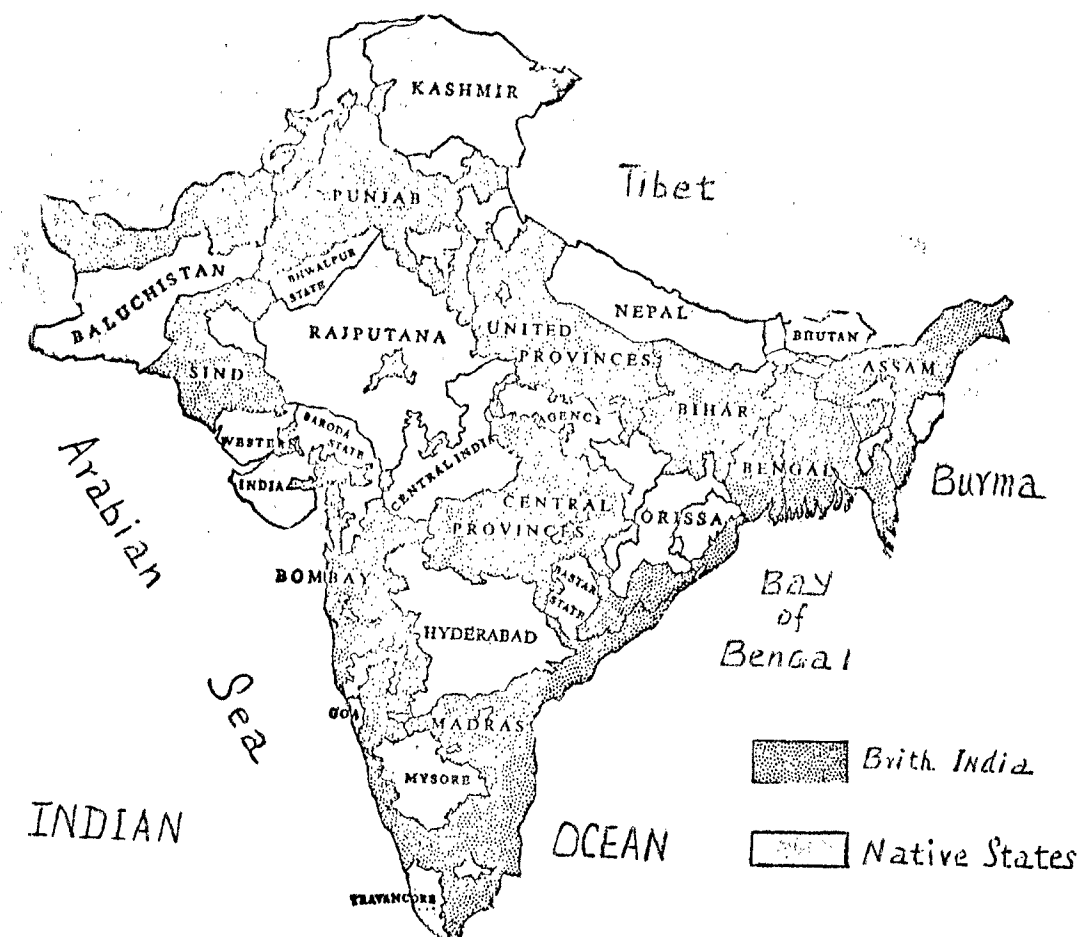 KASHMIR
Tibet
PUNJAB
BHWALPUR
STATE
BALUCHISTAN
RAJPUTANA
UNITED
PROVINCES
NEPAL
BHUTAN
ASSAM
SIND
AGENCY
BIHAR
WESTERN
INDIA
BARODA
STATE
CENTRAL INDIA
BENGAL
Burma
Arabian
Sea
CENTRAL
PROVINCES
ORISSA
BOMBAY
BASTAR
STATE
Bay
of
Bengal
HYDERABAD
GOA
MADRAS
MYSORE
Brith India
INDIAN
OCEAN
Native States
TRAVANCORE